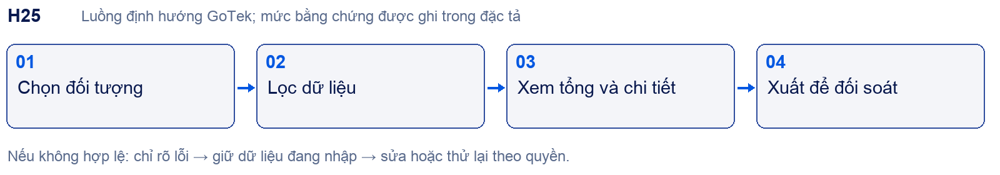 H25 Luồng định hướng GoTek; mức bằng chứng được ghi trong đặc tả
01
Chọn đối tượng
02
Lọc dữ liệu
03
Xem tổng và chi tiết
04
Xuất để đối soát
Nếu không hợp lệ: chỉ rõ lỗi → giữ dữ liệu đang nhập → sửa hoặc thử lại theo quyền.